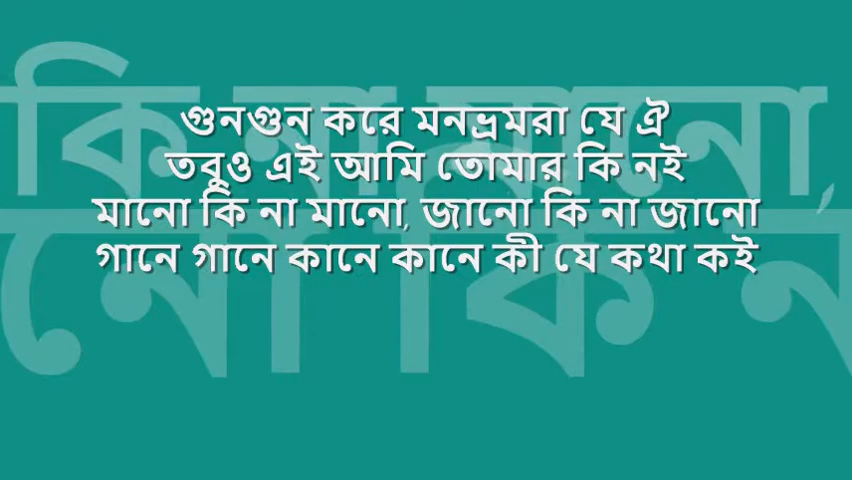 গুনগুন করে মনভ্রমরা যে ঐ
তবুও এই আমি তোমার কি নই
মানো কি না মানো, জানো কি না জানো
গানে গানে কানে কানে কী যে কথা কই
কি না মানো,
নো কি ন